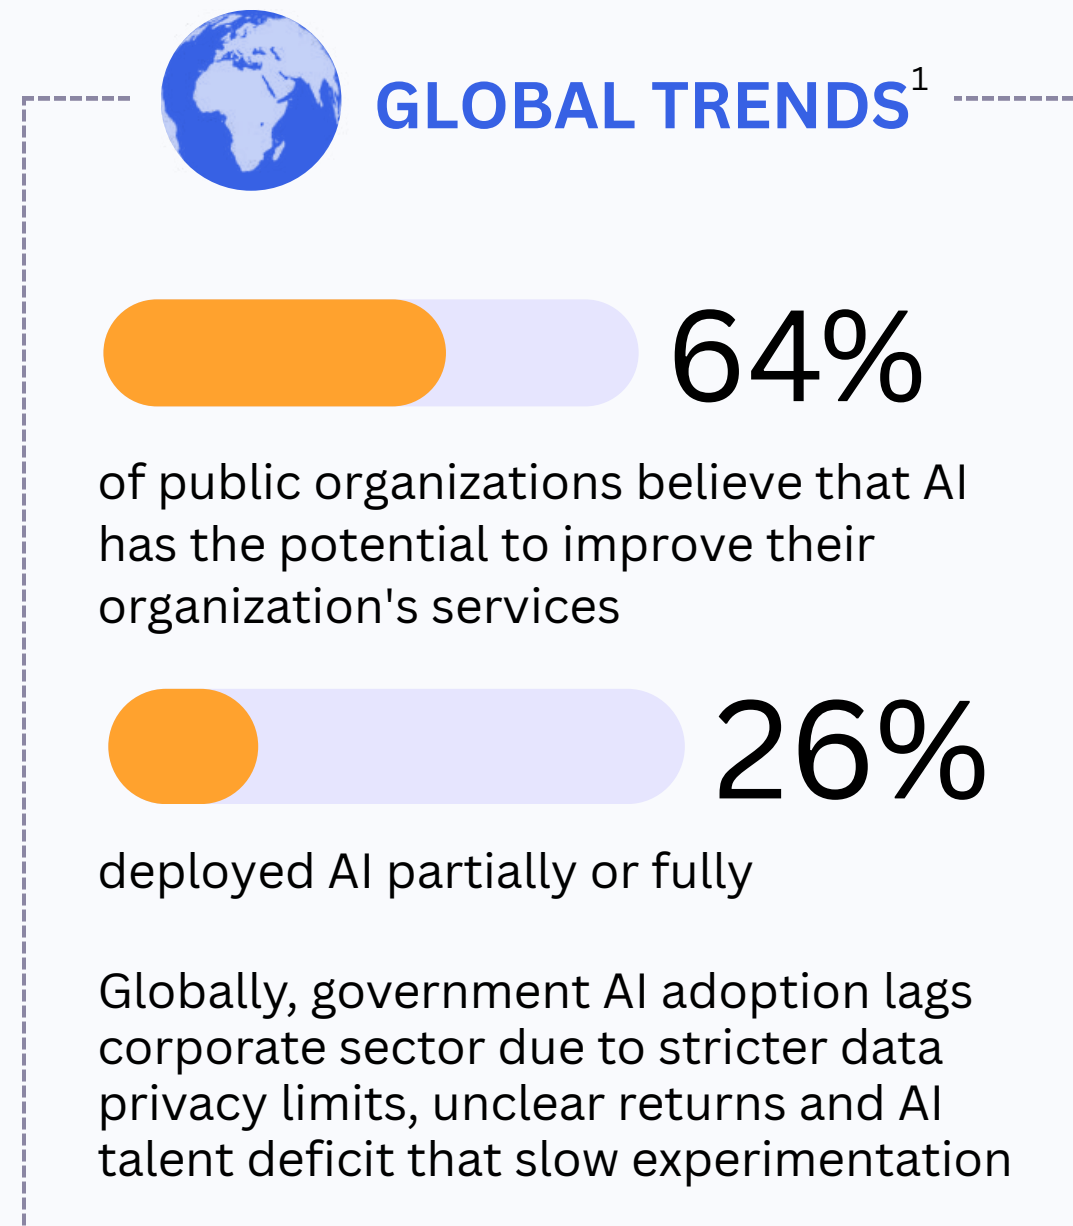 GLOBAL TRENDS¹
64%
of public organizations believe that AI
has the potential to improve their
organization's services
26%
deployed AI partially or fully
Globally, government AI adoption lags
corporate sector due to stricter data
privacy limits, unclear returns and AI
talent deficit that slow experimentation